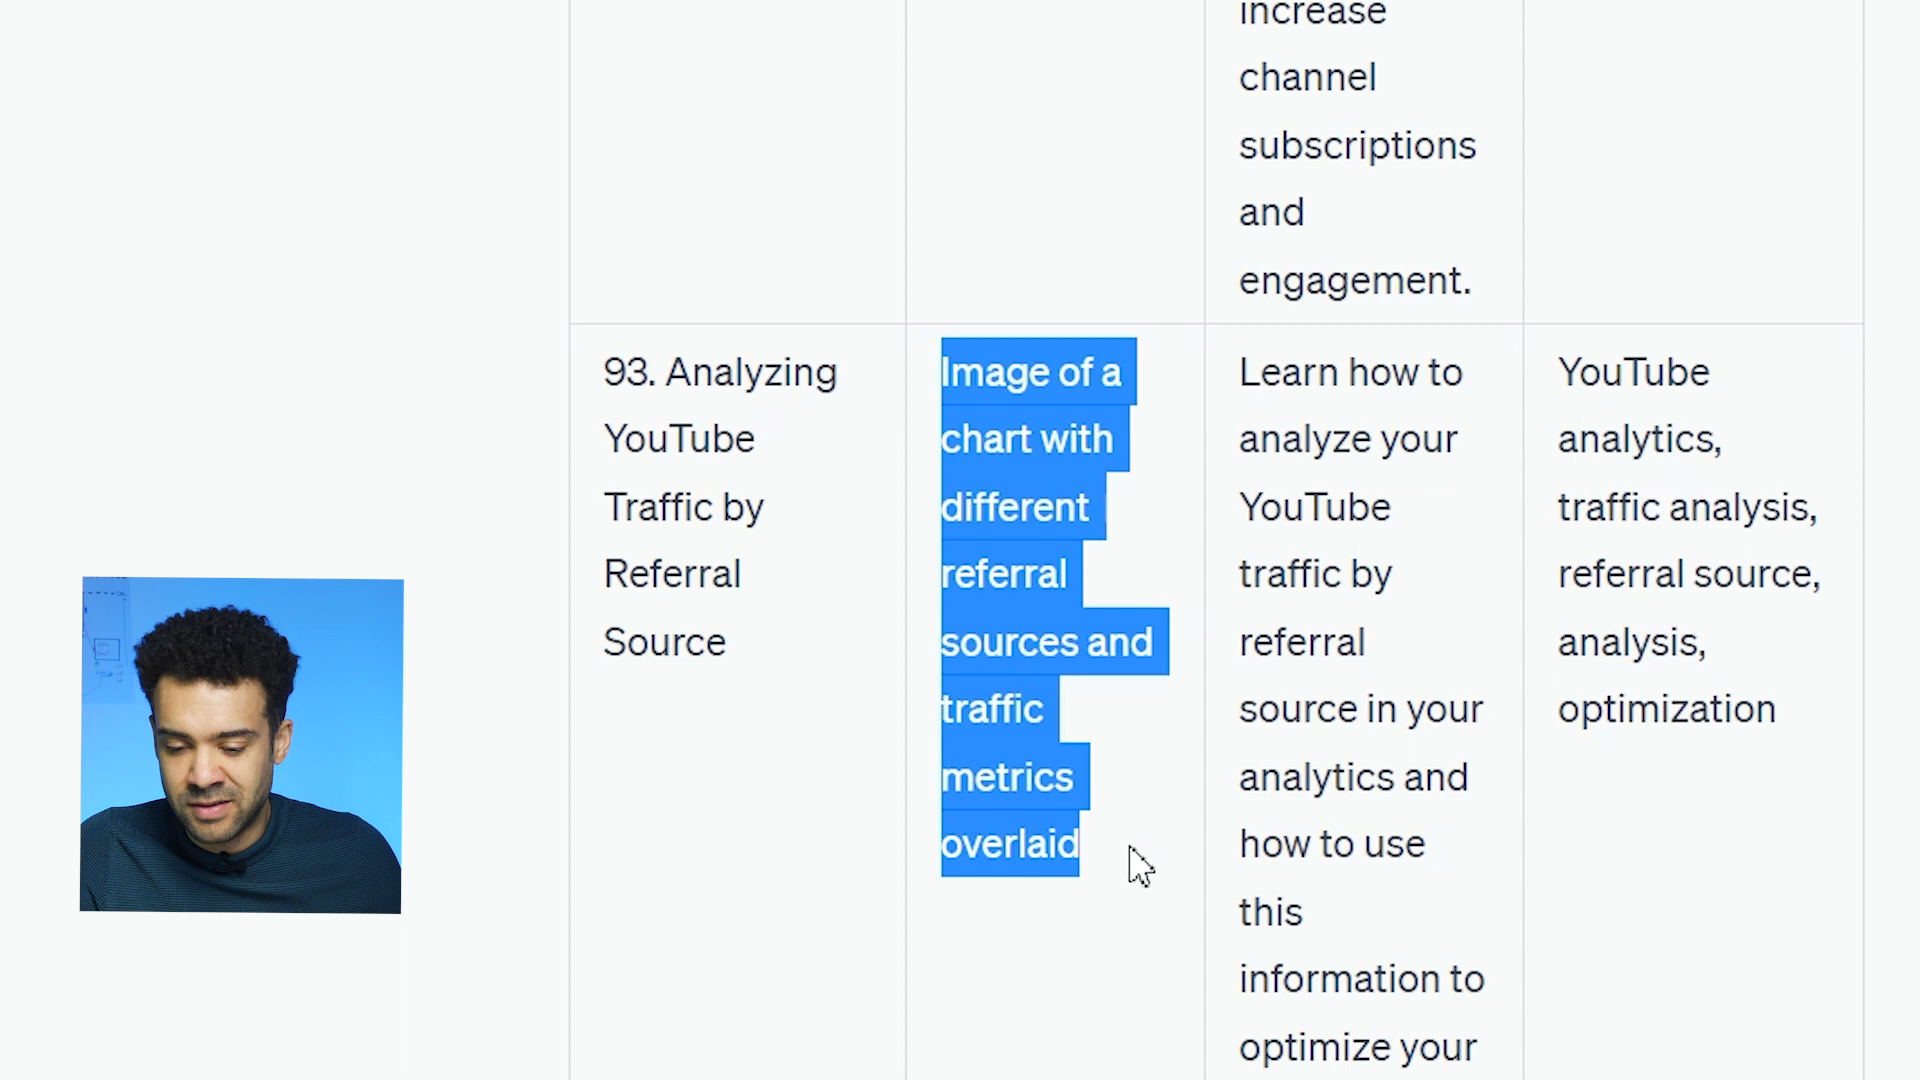 increase
channel
subscriptions
and
engagement.
93. Analyzing
YouTube
Traffic by
Referral
Source
Image of a
chart with
different
referral
sources and
traffic
metrics
overlaid
Learn how to
analyze your
YouTube
traffic by
referral
source in your
analytics and
how to use
this
information to
optimize your
YouTube
analytics,
traffic analysis,
referral source,
analysis,
optimization